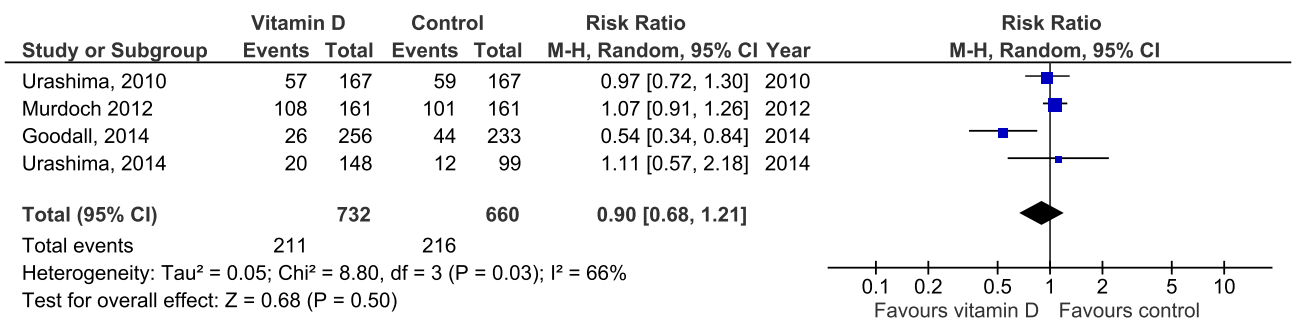 Vitamin D Control Risk Ratio Risk Ratio
Study or Subgroup Events Total Events Total M-H, Random, 95% CI Year M-H, Random, 95% CI
Urashima, 2010 57 167 59 167 0.97 [0.72, 1.30] 2010
Murdoch 2012 108 161 101 161 1.07 [0.91, 1.26] 2012
Goodall, 2014 26 256 44 233 0.54 [0.34, 0.84] 2014
Urashima, 2014 20 148 12 99 1.11 [0.57, 2.18] 2014
Total (95% CI) 732 660 0.90 [0.68, 1.21]
Total events 211 216
Heterogeneity: Tau² = 0.05; Chi² = 8.80, df = 3 (P = 0.03); I² = 66%
Test for overall effect: Z = 0.68 (P = 0.50)
0.1 0.2 0.5 1 2 5 10
Favours vitamin D Favours control